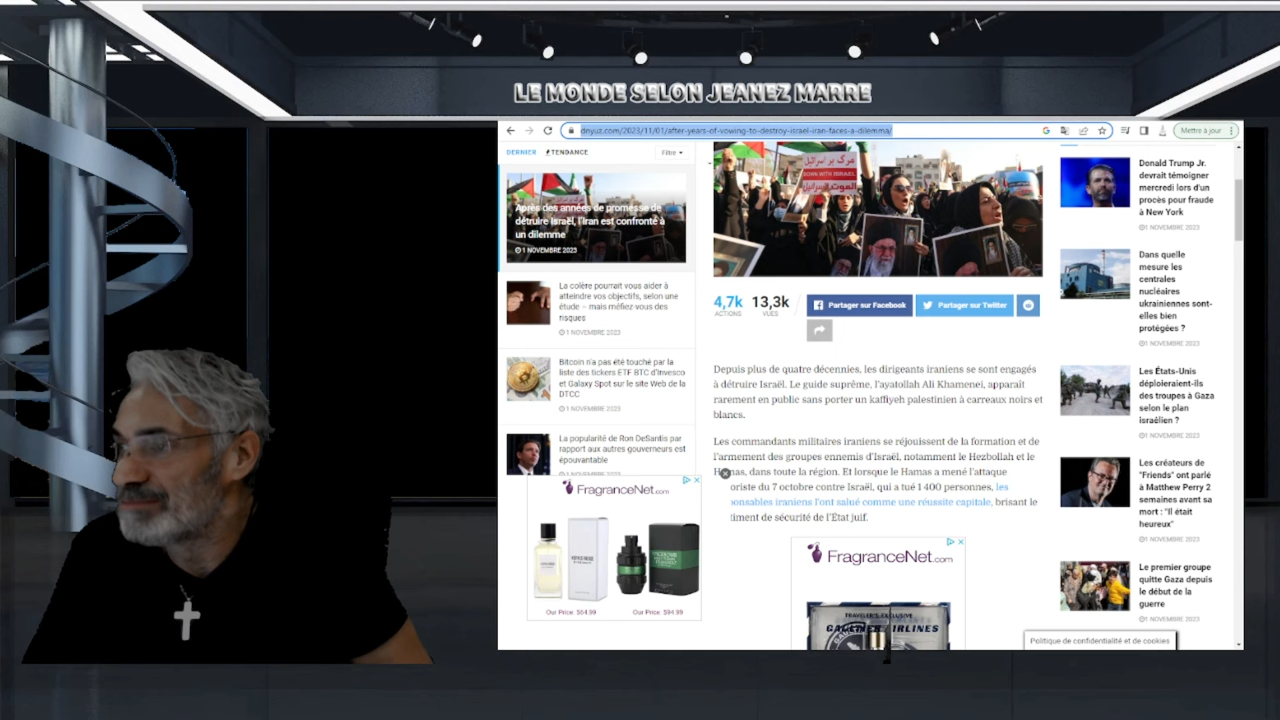 LE MONDE SELON JEANEZ MARRE
dnyuz.com/2023/11/01/after-years-of-vowing-to-destroy-israel-iran-faces-a-dilemma/
Mettre à jour
DERNIER
TENDANCE
Filtre
Après des années de promesse de
détruire Israël, l'Iran est confronté à
un dilemme
1 NOVEMBRE 2023
La colère pourrait vous aider à
atteindre vos objectifs, selon une
étude – mais méfiez-vous des
risques
1 NOVEMBRE 2023
Bitcoin n'a pas été touché par la
liste des tickers ETF BTC d'Invesco
et Galaxy Spot sur le site Web de la
DTCC
1 NOVEMBRE 2023
La popularité de Ron DeSantis par
rapport aux autres gouverneurs est
épouvantable
1 NOVEMBRE 2023
FragranceNet.com
Our Price: $64.99
Our Price: $94.99
مرگ بر اسرائیل
DOWN WITH ISRAEL
الموت لإسرائيل
4,7k
ACTIONS
13,3k
VUES
Partager sur Facebook
Partager sur Twitter
Depuis plus de quatre décennies, les dirigeants iraniens se sont engagés
à détruire Israël. Le guide suprême, l'ayatollah Ali Khamenei, apparaît
rarement en public sans porter un kaffiyeh palestinien à carreaux noirs et
blancs.
Les commandants militaires iraniens se réjouissent de la formation et de
l'armement des groupes ennemis d'Israël, notamment le Hezbollah et le
Hamas, dans toute la région. Et lorsque le Hamas a mené l'attaque
oriste du 7 octobre contre Israël, qui a tué 1 400 personnes, les
sonsables iraniens l'ont salué comme une réussite capitale, brisant le
timent de sécurité de l'État juif.
FragranceNet.com
TRAVELER'S EXCLUSIVE
Donald Trump Jr.
devrait témoigner
mercredi lors d'un
procès pour fraude
à New York
1 NOVEMBRE 2023
Dans quelle
mesure les
centrales
nucléaires
ukrainiennes sont-
elles bien
protégées ?
1 NOVEMBRE 2023
Les États-Unis
déploieraient-ils
des troupes à Gaza
selon le plan
israélien ?
1 NOVEMBRE 2023
Les créateurs de
"Friends" ont parlé
à Matthew Perry 2
semaines avant sa
mort : "Il était
heureux"
1 NOVEMBRE 2023
Le premier groupe
quitte Gaza depuis
le début de la
guerre
1 NOVEMBRE 2023
Politique de confidentialité et de cookies